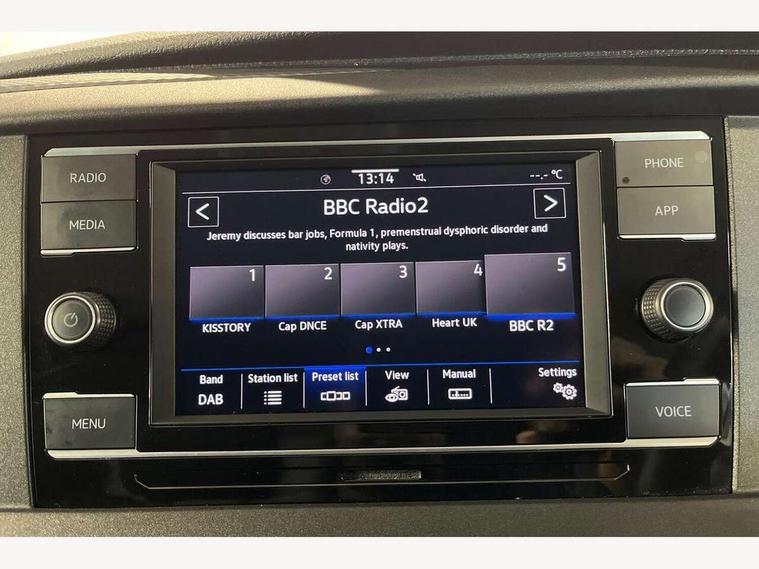 RADIO
MEDIA
MENU
PHONE
APP
VOICE
13:14
--.- °C
BBC Radio2
Jeremy discusses bar jobs, Formula 1, premenstrual dysphoric disorder and
nativity plays.
1 2 3 4 5
KISSTORY Cap DNCE Cap XTRA Heart UK BBC R2
Band Station list Preset list View Manual Settings
DAB